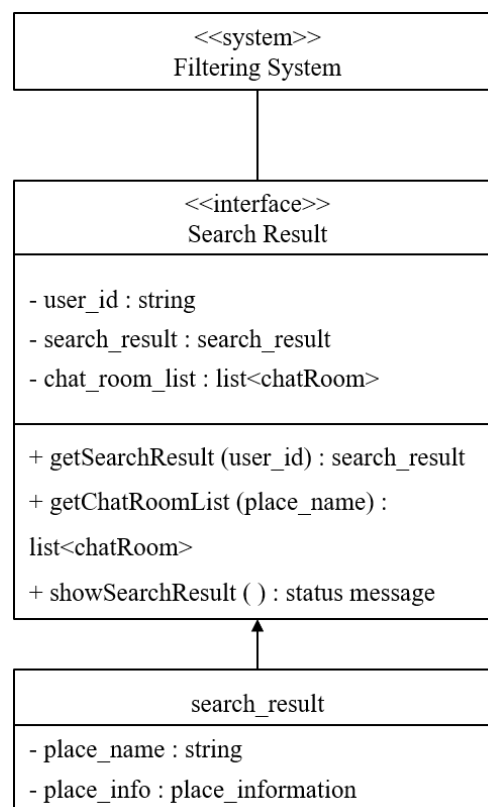 <<system>>
Filtering System
<<interface>>
Search Result
- user_id : string
- search_result : search_result
- chat_room_list : list<chatRoom>
+ getSearchResult (user_id) : search_result
+ getChatRoomList (place_name) :
list<chatRoom>
+ showSearchResult ( ) : status message
search_result
- place_name : string
- place_info : place_information